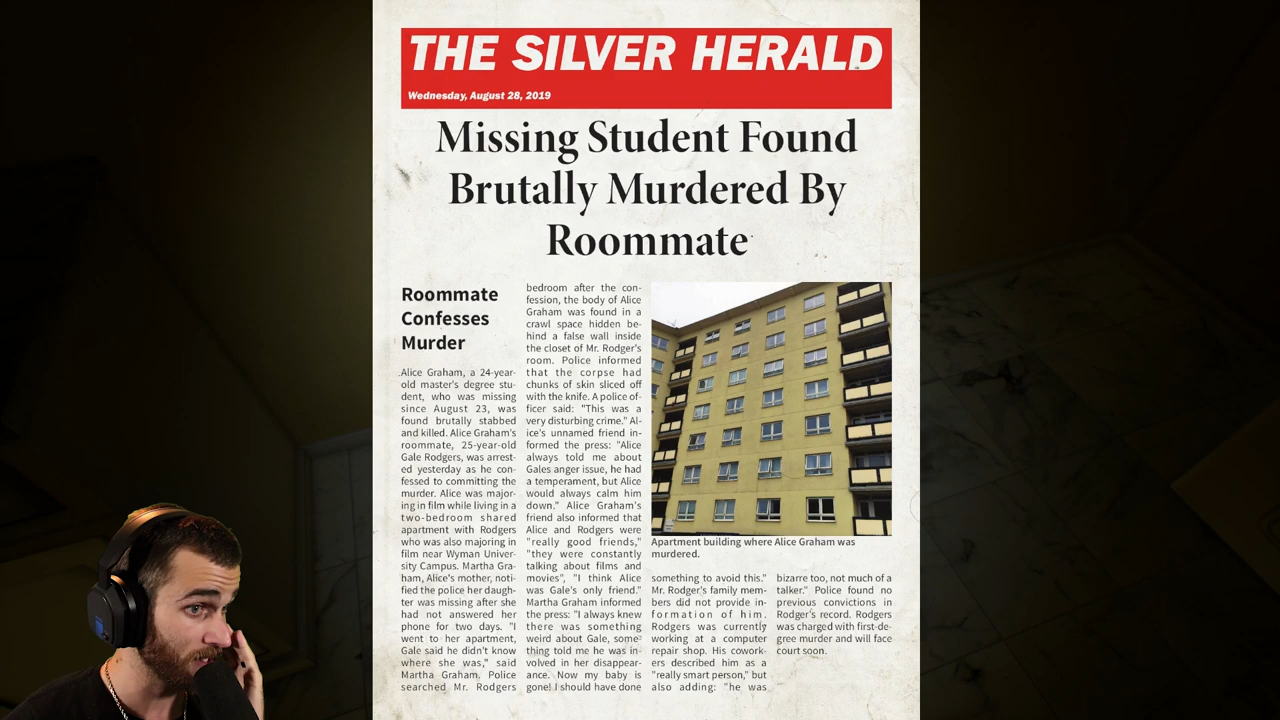 THE SILVER HERALD
Wednesday, August 28, 2019
Missing Student Found
Brutally Murdered By
Roommate
Roommate
Confesses
Murder
Alice Graham, a 24-year-
old master's degree stu-
dent, who was missing
since August 23, was
found brutally stabbed
and killed. Alice Graham's
roommate, 25-year-old
Gale Rodgers, was arrest-
ed yesterday as he con-
fessed to committing the
murder. Alice was major-
ing in film while living in a
two-bedroom shared
apartment with Rodgers
who was also majoring in
film near Wyman Univer-
sity Campus. Martha Gra-
ham, Alice's mother, noti-
fied the police her daugh-
ter was missing after she
had not answered her
phone for two days. "I
went to her apartment,
Gale said he didn't know
where she was," said
Martha Graham. Police
searched Mr. Rodgers
bedroom after the con-
fession, the body of Alice
Graham was found in a
crawl space hidden be-
hind a false wall inside
the closet of Mr. Rodger's
room. Police informed
that the corpse had
chunks of skin sliced off
with the knife. A police of-
ficer said: "This was a
very disturbing crime." Al-
ice's unnamed friend in-
formed the press: "Alice
always told me about
Gales anger issue, he had
a temperament, but Alice
would always calm him
down." Alice Graham's
friend also informed that
Alice and Rodgers were
"really good friends,"
"they were constantly
talking about films and
movies", "I think Alice
was Gale's only friend."
Martha Graham informed
the press: "I always knew
there was something
weird about Gale, some-
thing told me he was in-
volved in her disappear-
ance. Now my baby is
gone! I should have done
Apartment building where Alice Graham was
murdered.
something to avoid this."
Mr. Rodger's family mem-
bers did not provide in-
formation of him.
Rodgers was currently
working at a computer
repair shop. His cowork-
ers described him as a
"really smart person," but
also adding: "he was
bizarre too, not much of a
talker." Police found no
previous convictions in
Rodger's record. Rodgers
was charged with first-de-
gree murder and will face
court soon.